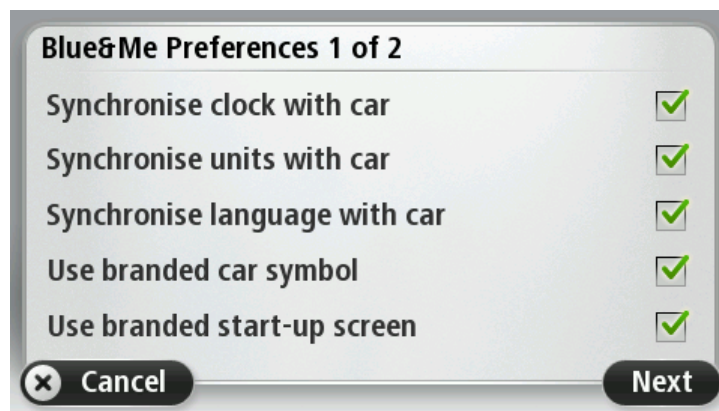 Blue&Me Preferences 1 of 2
Synchronise clock with car
Synchronise units with car
Synchronise language with car
Use branded car symbol
Use branded start-up screen
Cancel
Next